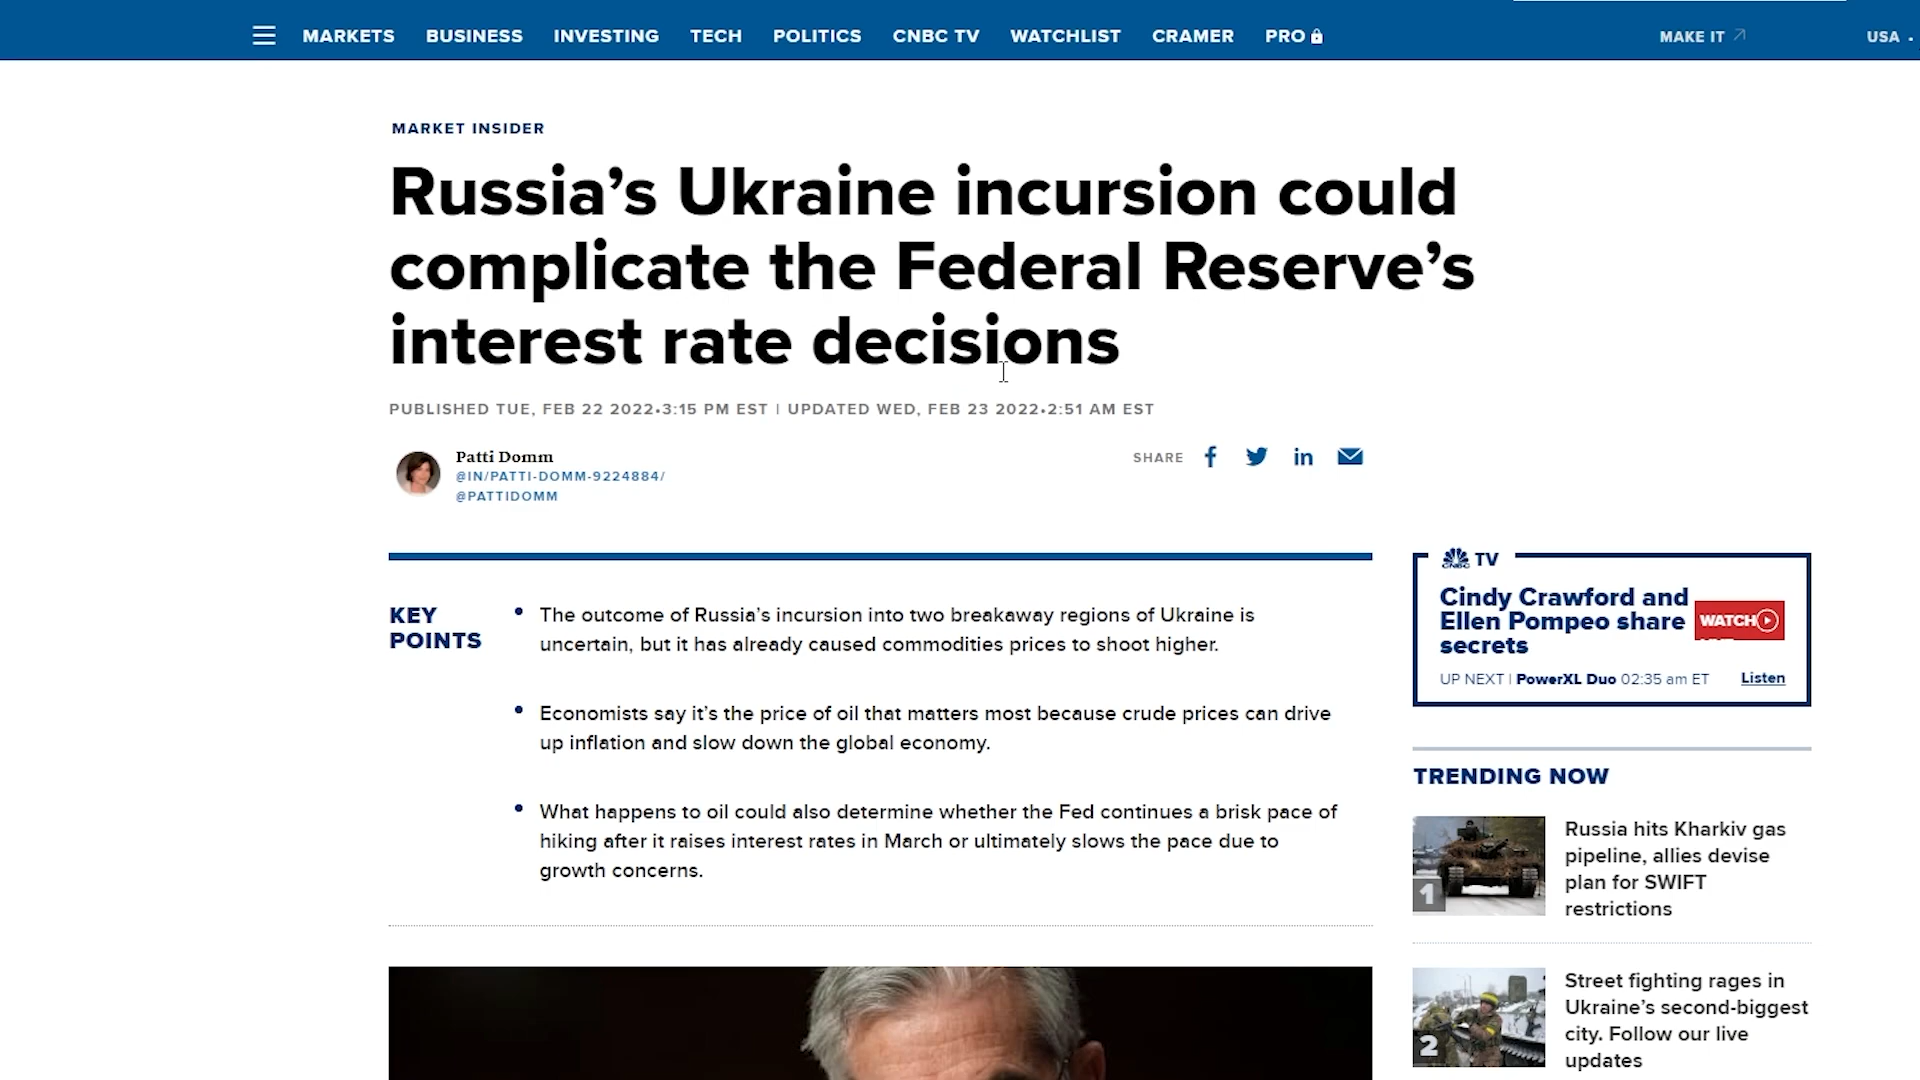 MARKETS BUSINESS INVESTING TECH POLITICS CNBC TV WATCHLIST CRAMER PRO MAKE IT USA
MARKET INSIDER
Russia’s Ukraine incursion could
complicate the Federal Reserve’s
interest rate decisions
PUBLISHED TUE, FEB 22 2022•3:15 PM EST | UPDATED WED, FEB 23 2022•2:51 AM EST
Patti Domm
@IN/PATTI-DOMM-9224884/
@PATTIDOMM
SHARE
KEY
POINTS
• The outcome of Russia’s incursion into two breakaway regions of Ukraine is
uncertain, but it has already caused commodities prices to shoot higher.
• Economists say it’s the price of oil that matters most because crude prices can drive
up inflation and slow down the global economy.
• What happens to oil could also determine whether the Fed continues a brisk pace of
hiking after it raises interest rates in March or ultimately slows the pace due to
growth concerns.
CNBC TV
Cindy Crawford and
Ellen Pompeo share
secrets
WATCH
UP NEXT | PowerXL Duo 02:35 am ET Listen
TRENDING NOW
1
Russia hits Kharkiv gas
pipeline, allies devise
plan for SWIFT
restrictions
2
Street fighting rages in
Ukraine’s second-biggest
city. Follow our live
updates